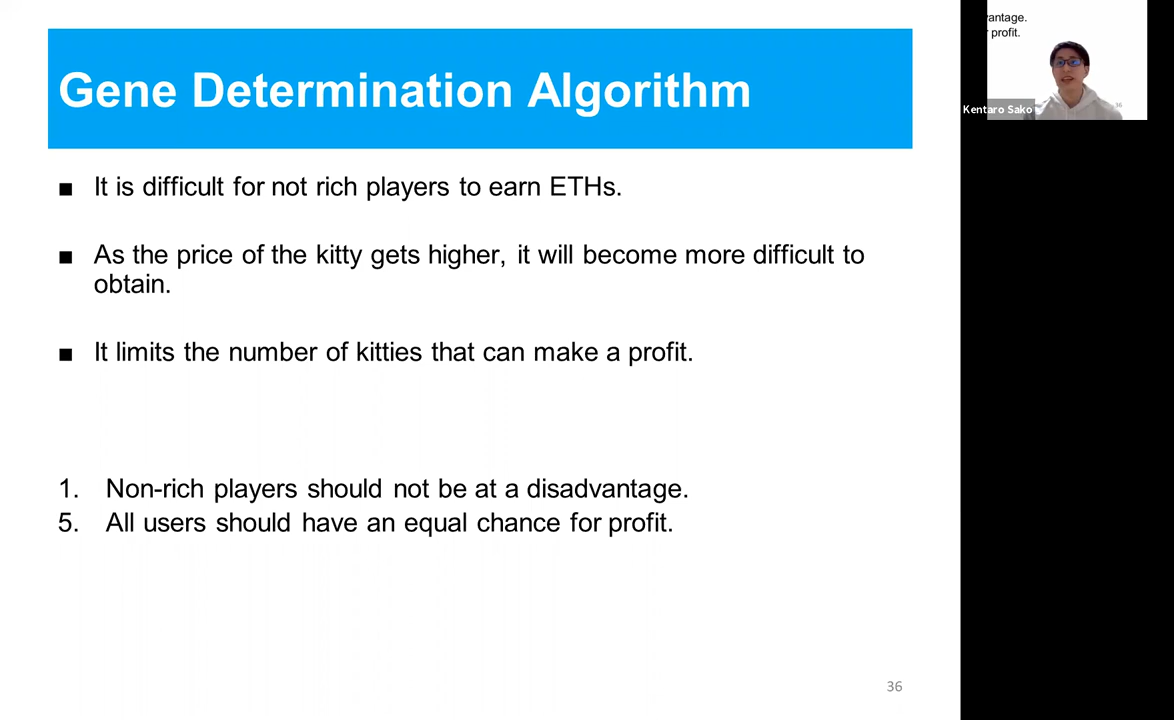 Gene Determination Algorithm
■ It is difficult for not rich players to earn ETHs.
■ As the price of the kitty gets higher, it will become more difficult to
obtain.
■ It limits the number of kitties that can make a profit.
1. Non-rich players should not be at a disadvantage.
5. All users should have an equal chance for profit.
36
vantage.
profit.
Kentaro Sako
36